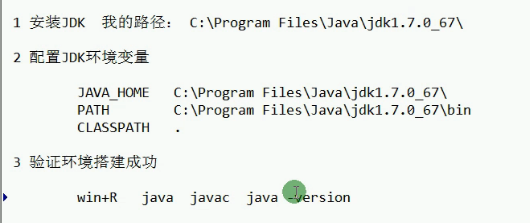 1 安装JDK 我的路径： C:\Program Files\Java\jdk1.7.0_67\
2 配置JDK环境变量
JAVA_HOME C:\Program Files\Java\jdk1.7.0_67\
PATH C:\Program Files\Java\jdk1.7.0_67\bin
CLASSPATH .
3 验证环境搭建成功
win+R java javac java -version